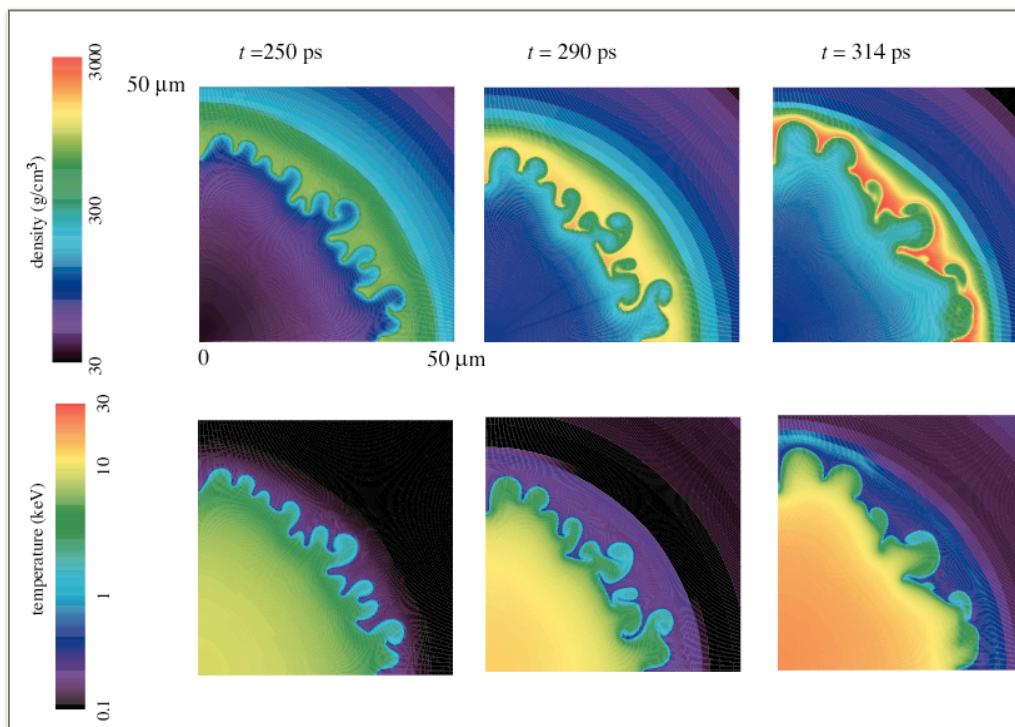 t =250 ps
t =290 ps
t =314 ps
50 µm
3000
300
30
density (g/cm³)
0
50 µm
30
10
1
0.1
temperature (keV)